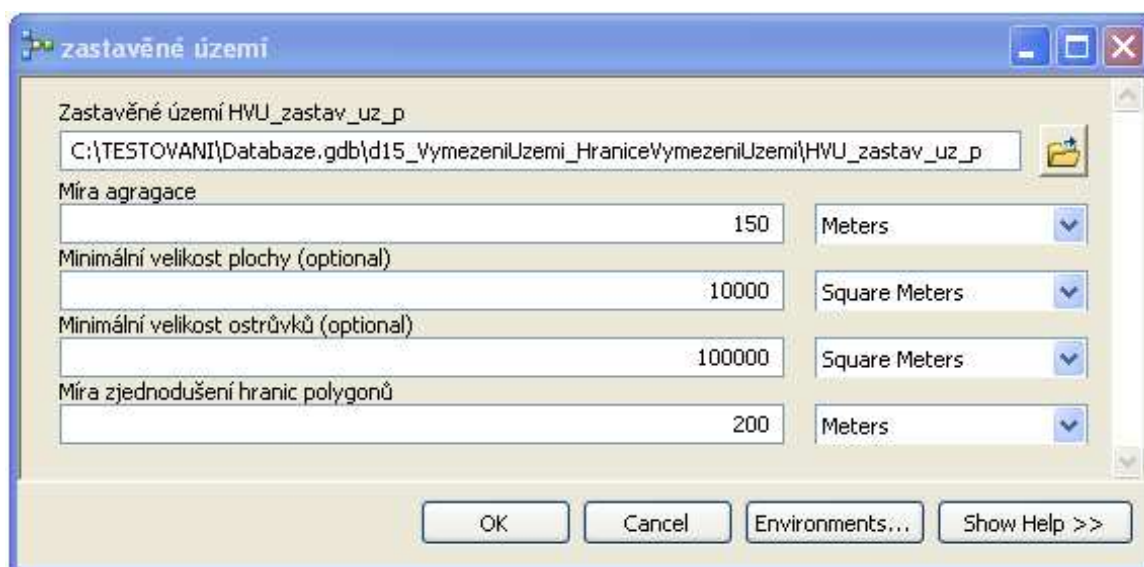 zastavěné území
Zastavěné území HVU_zastav_uz_p
C:\TESTOVANI\Databaze.gdb\d15_VymezeniUzemi_HraniceVymezeniUzemi\HVU_zastav_uz_p
Míra agragace
150 Meters
Minimální velikost plochy (optional)
10000 Square Meters
Minimální velikost ostrůvků (optional)
100000 Square Meters
Míra zjednodušení hranic polygonů
200 Meters
OK Cancel Environments... Show Help >>